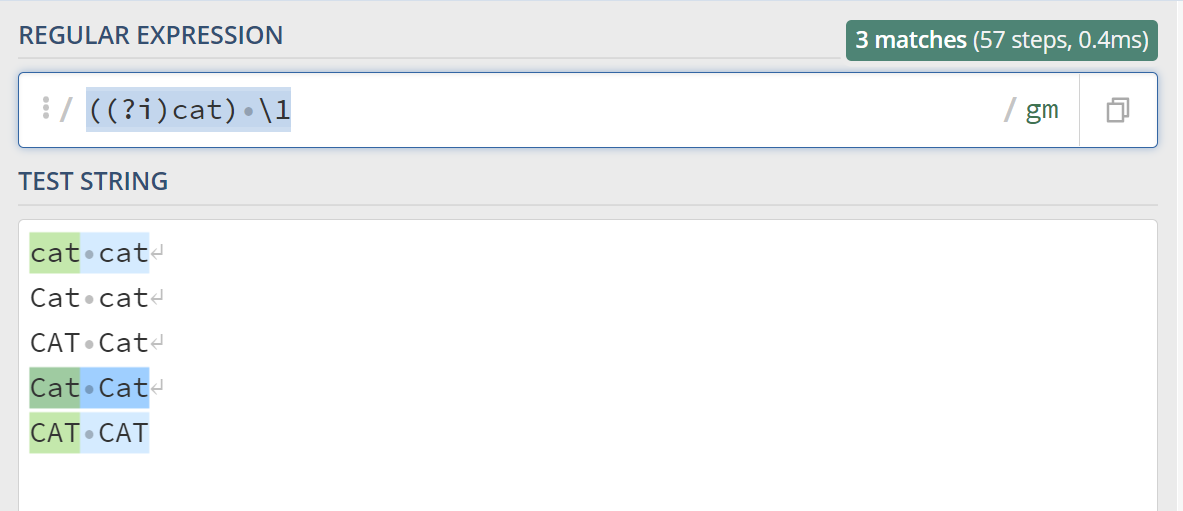 REGULAR EXPRESSION
3 matches (57 steps, 0.4ms)
/ ((?i)cat)·\1 / gm
TEST STRING
cat·cat↵
Cat·cat↵
CAT·Cat↵
Cat·Cat↵
CAT·CAT